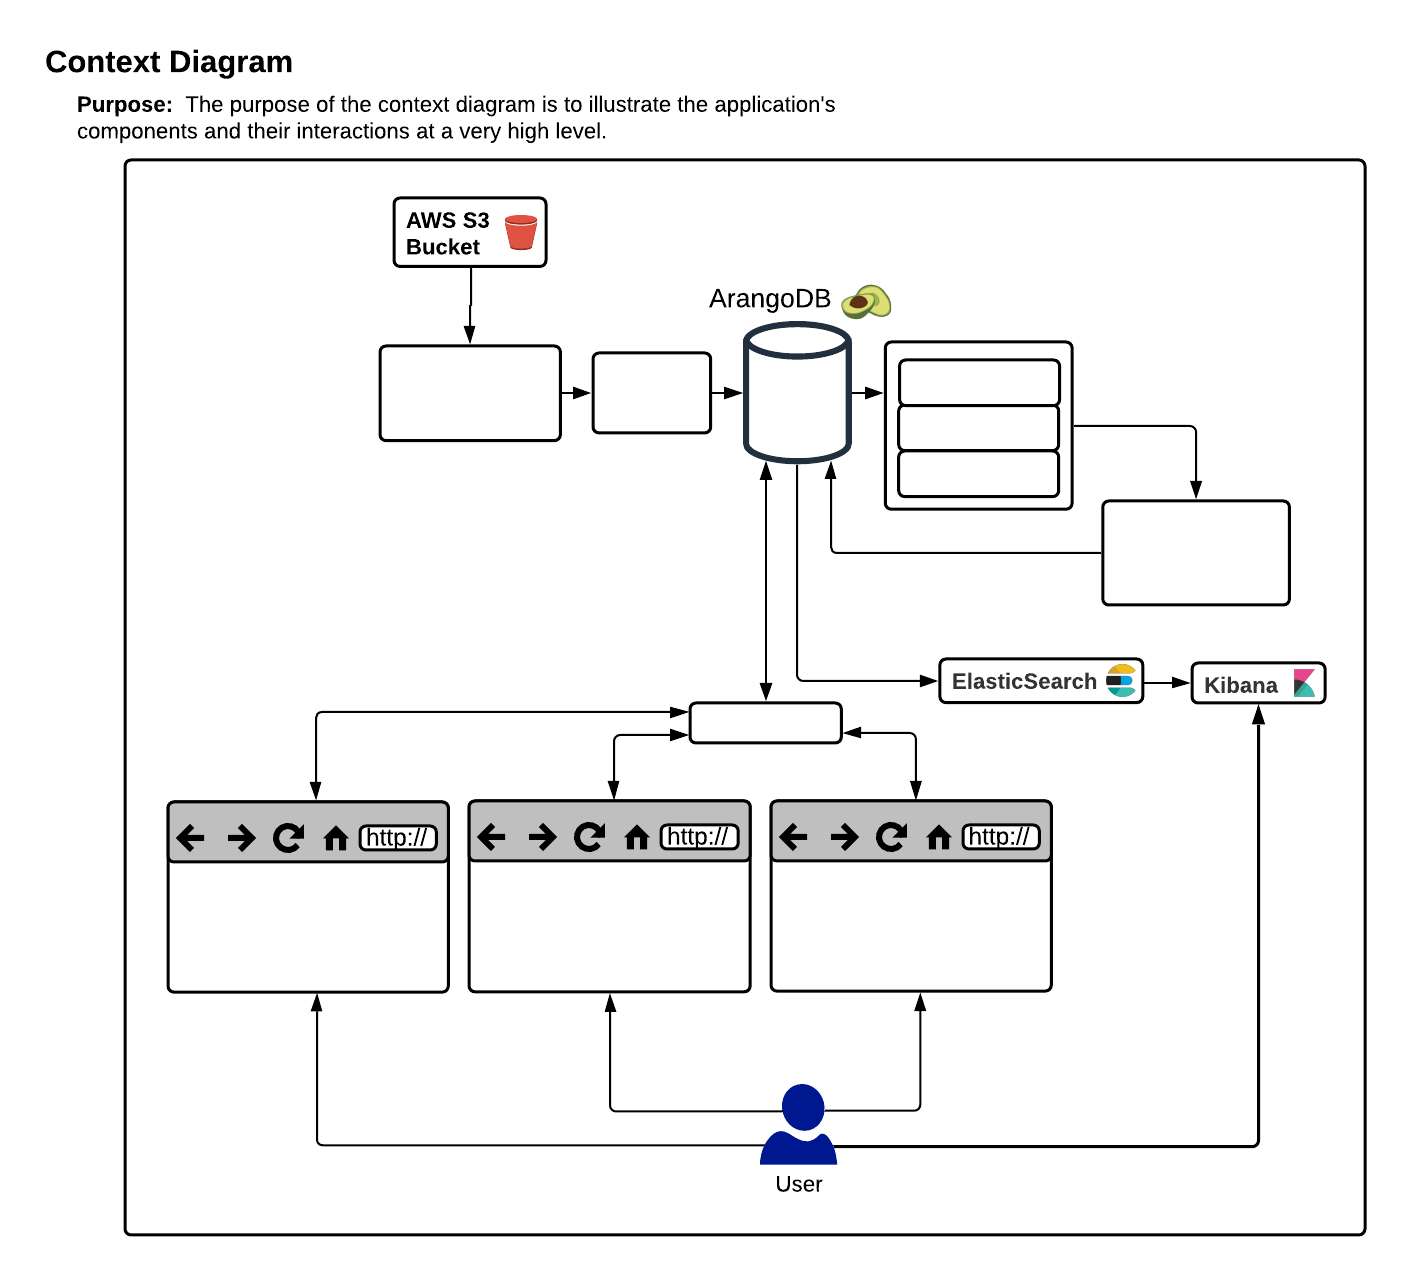 Context Diagram
Purpose:  The purpose of the context diagram is to illustrate the application's
components and their interactions at a very high level.
AWS S3
Bucket
ArangoDB
ElasticSearch
Kibana
http://
http://
http://
User